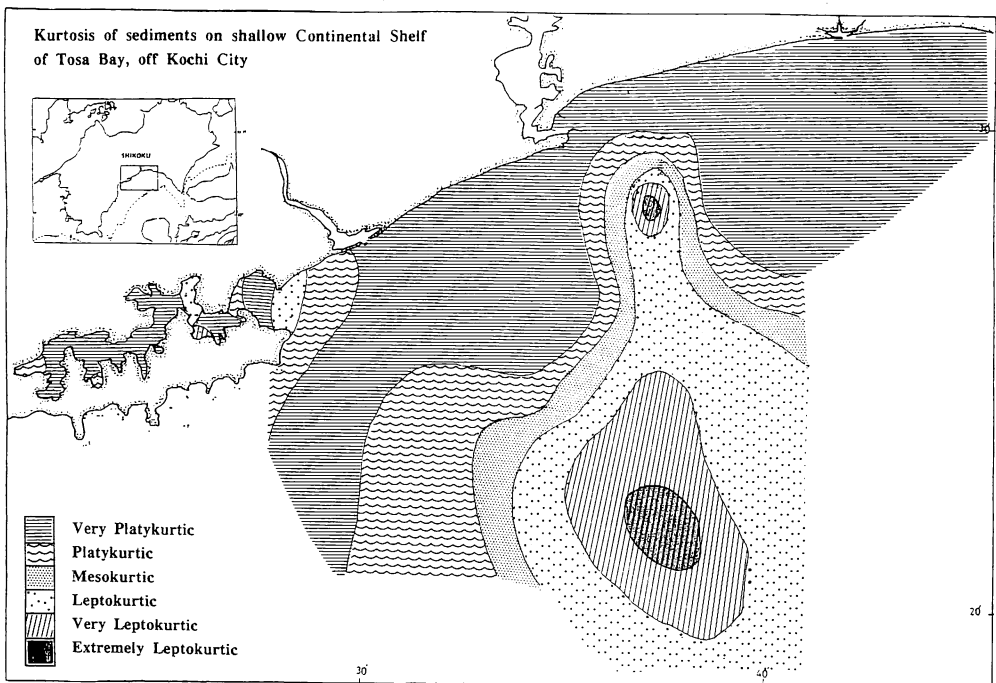 Kurtosis of sediments on shallow Continental Shelf
of Tosa Bay, off Kochi City
SHIKOKU
30'
Very Platykurtic
Platykurtic
Mesokurtic
Leptokurtic
Very Leptokurtic
Extremely Leptokurtic
20'
30'
40'